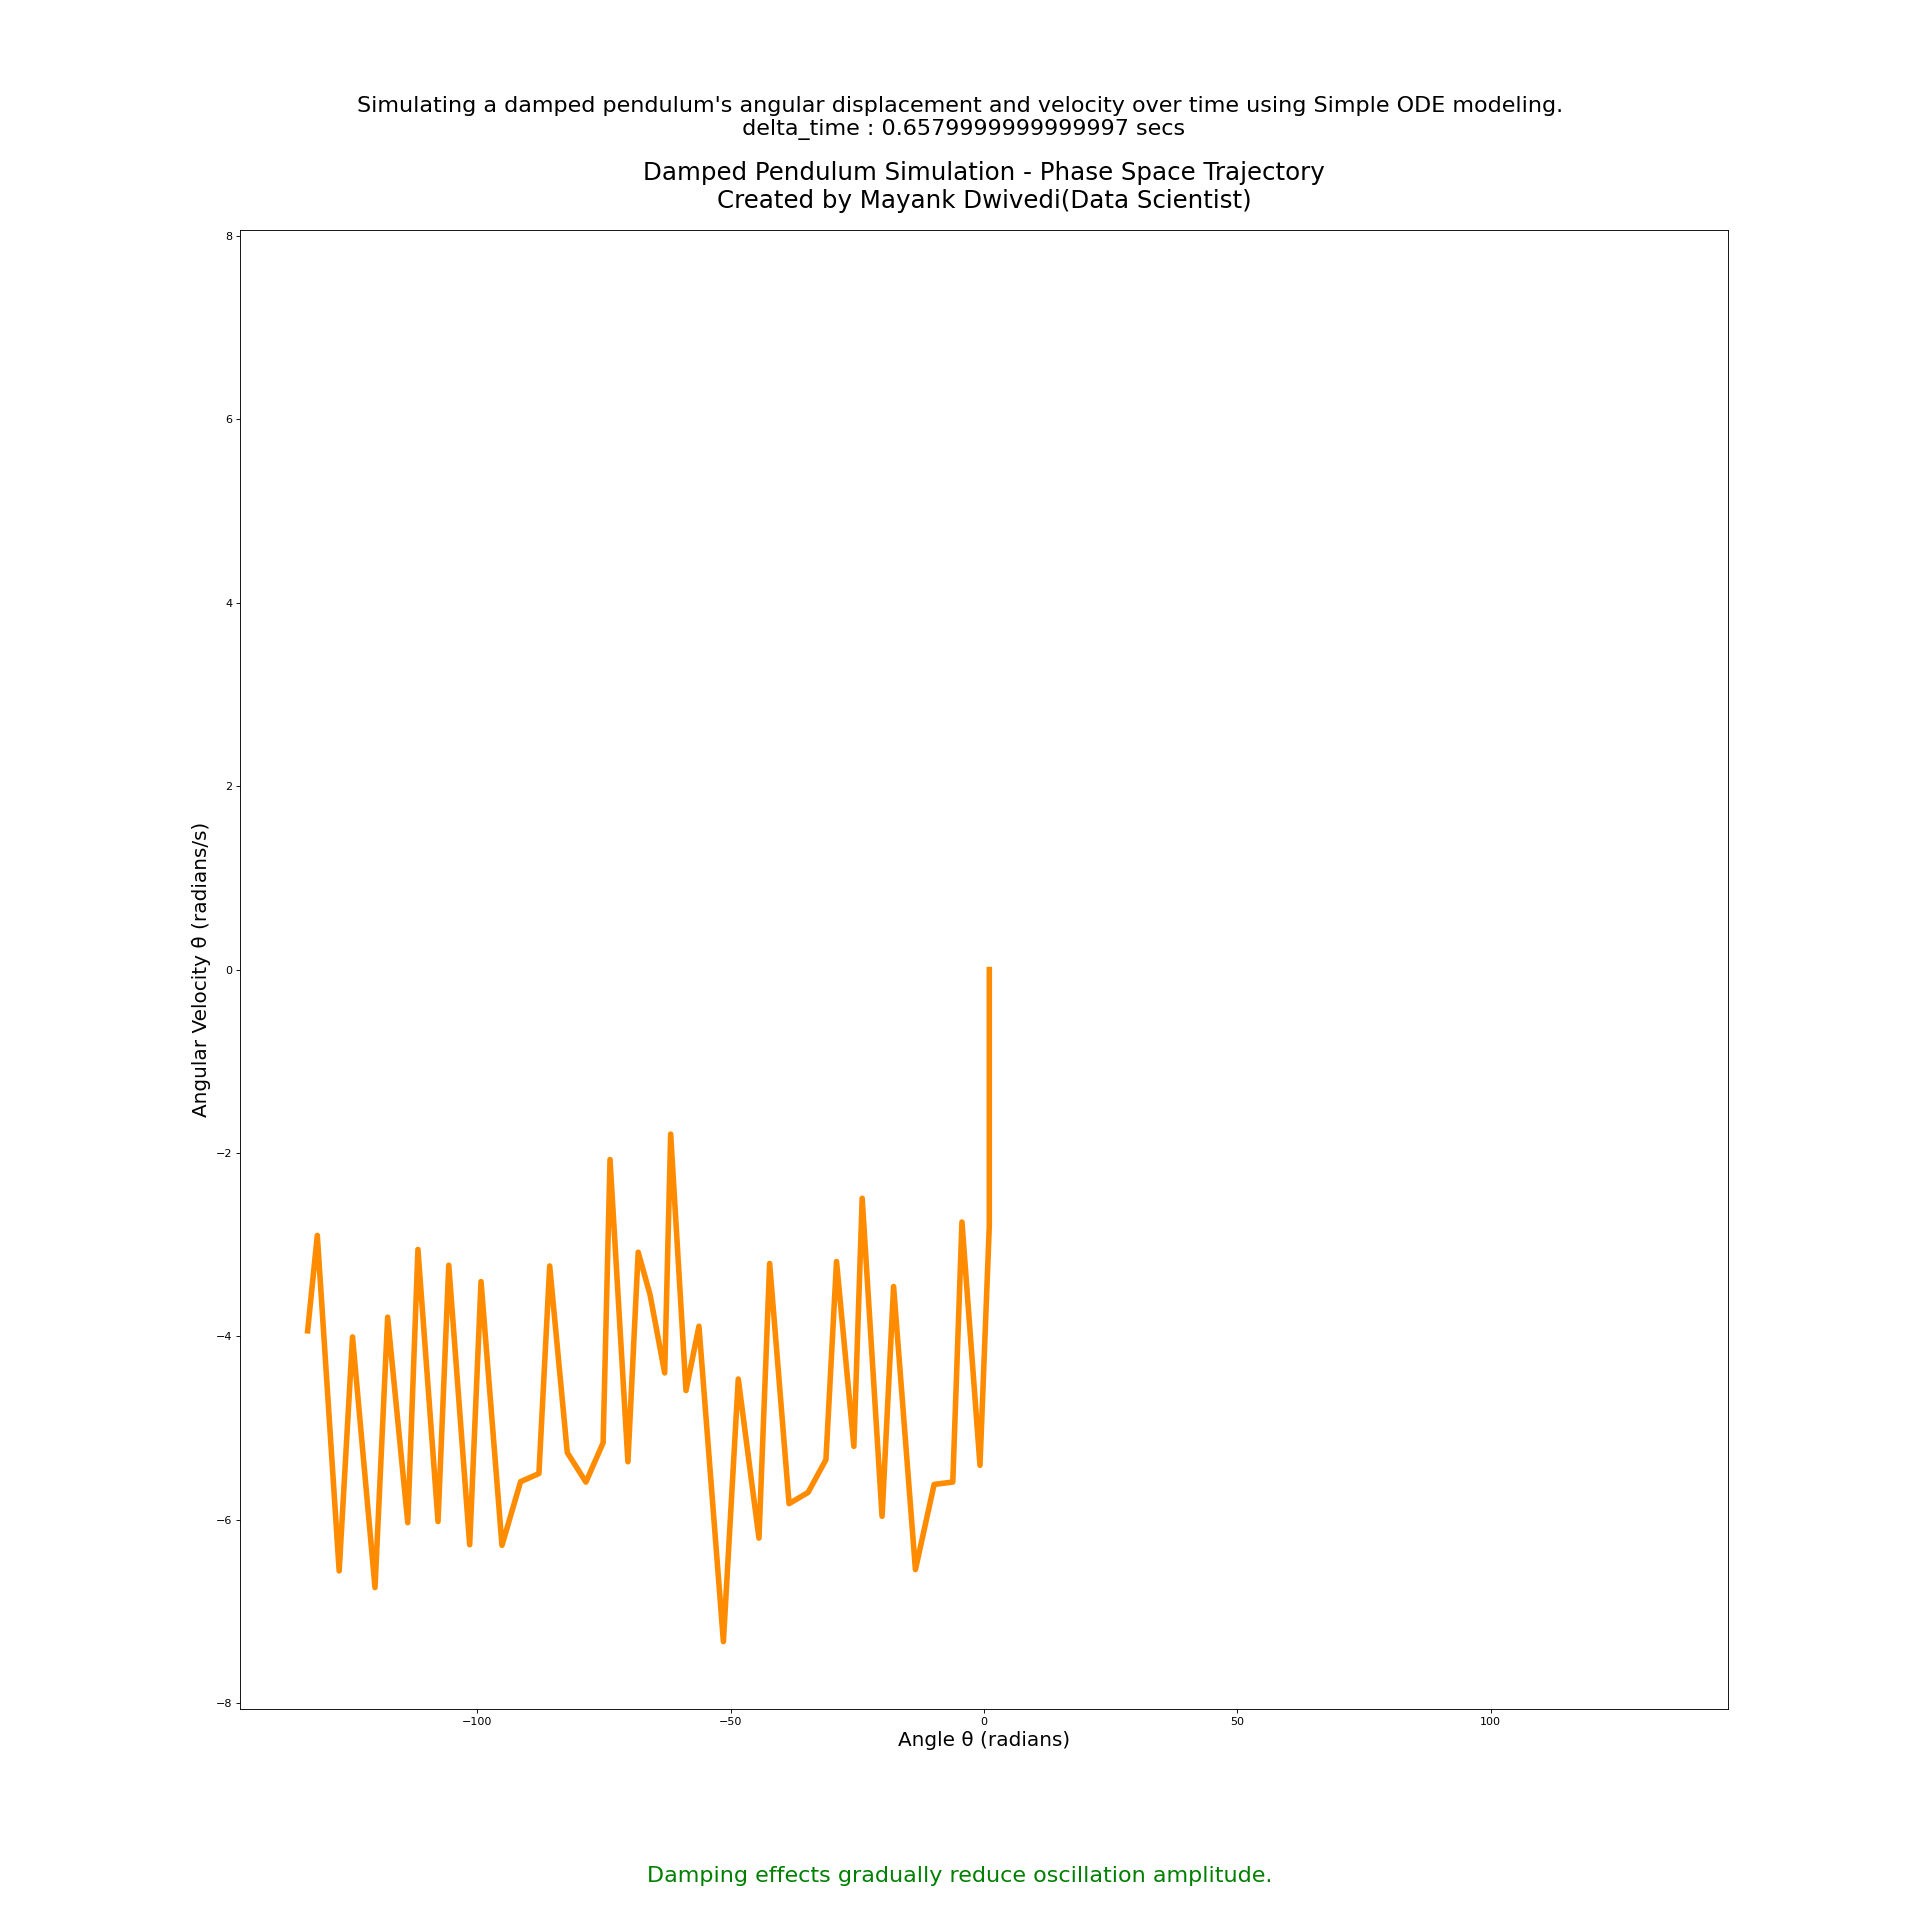 Simulating a damped pendulum's angular displacement and velocity over time using Simple ODE modeling.
delta_time : 0.6579999999999997 secs
Damped Pendulum Simulation - Phase Space Trajectory
Created by Mayank Dwivedi(Data Scientist)
8
6
4
2
0
−2
−4
−6
−8
Angular Velocity θ̇ (radians/s)
−100
−50
0
50
100
Angle θ (radians)
Damping effects gradually reduce oscillation amplitude.